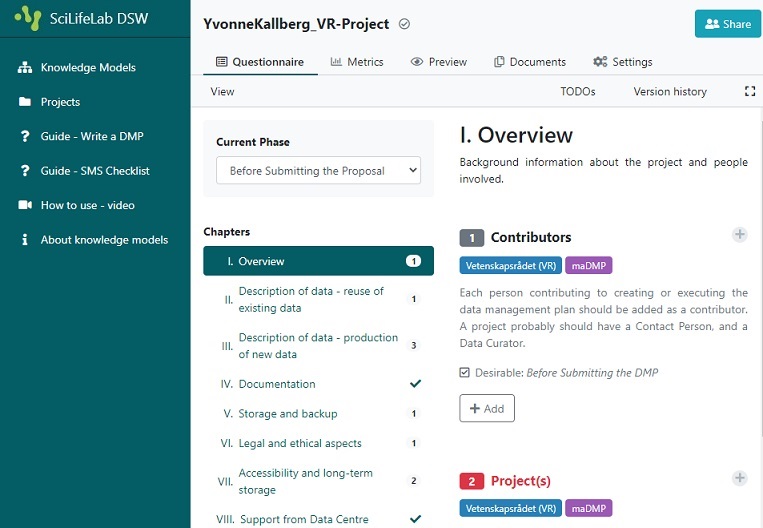 SciLifeLab DSW
Knowledge Models
Projects
Guide - Write a DMP
Guide - SMS Checklist
How to use - video
About knowledge models
YvonneKallberg_VR-Project
Share
Questionnaire
Metrics
Preview
Documents
Settings
View
TODOs
Version history
Current Phase
Before Submitting the Proposal
Chapters
I. Overview 1
II. Description of data - reuse of
existing data 1
III. Description of data - production
of new data 3
IV. Documentation
V. Storage and backup 1
VI. Legal and ethical aspects 1
VII. Accessibility and long-term
storage 2
VIII. Support from Data Centre
I. Overview
Background information about the project and people
involved.
1 Contributors
Vetenskapsrådet (VR) maDMP
Each person contributing to creating or executing the
data management plan should be added as a contributor.
A project probably should have a Contact Person, and a
Data Curator.
Desirable: Before Submitting the DMP
Add
2 Project(s)
Vetenskapsrådet (VR) maDMP